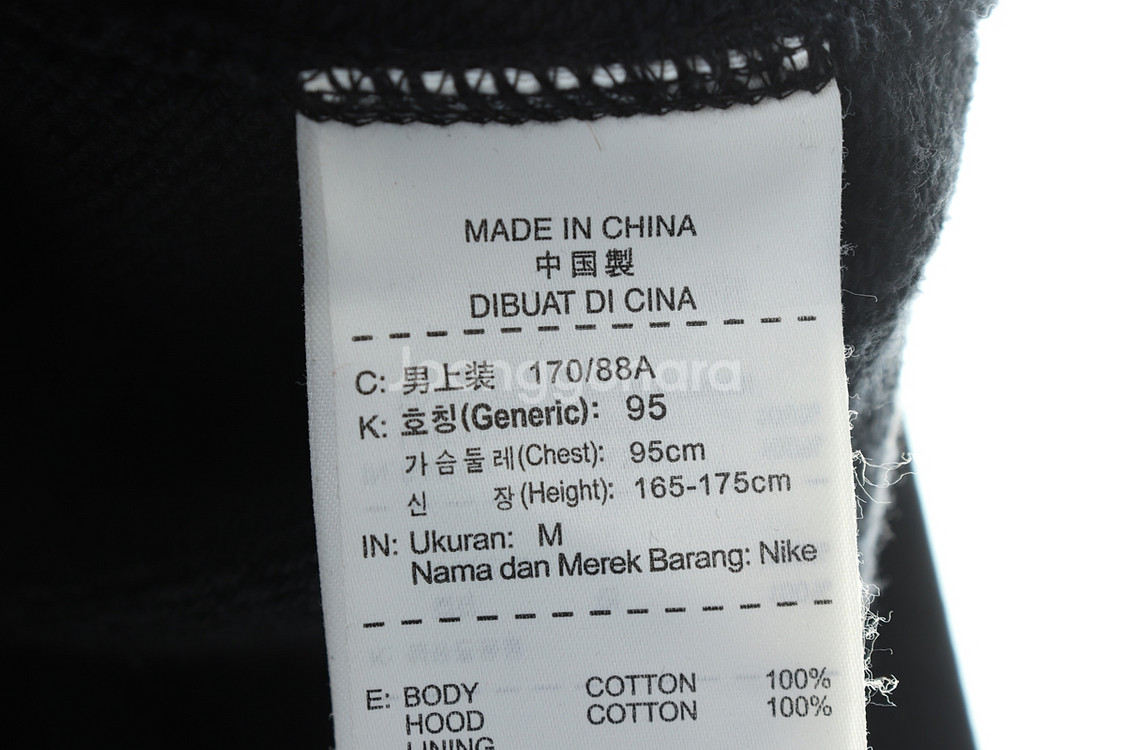 MADE IN CHINA
中国製
DIBUAT DI CINA
C: 男上装 170/88A
K: 호칭(Generic): 95
가슴둘레(Chest): 95cm
신 장(Height): 165-175cm
IN: Ukuran: M
Nama dan Merek Barang: Nike
E: BODY COTTON 100%
HOOD COTTON 100%
LINING
Joonggonara